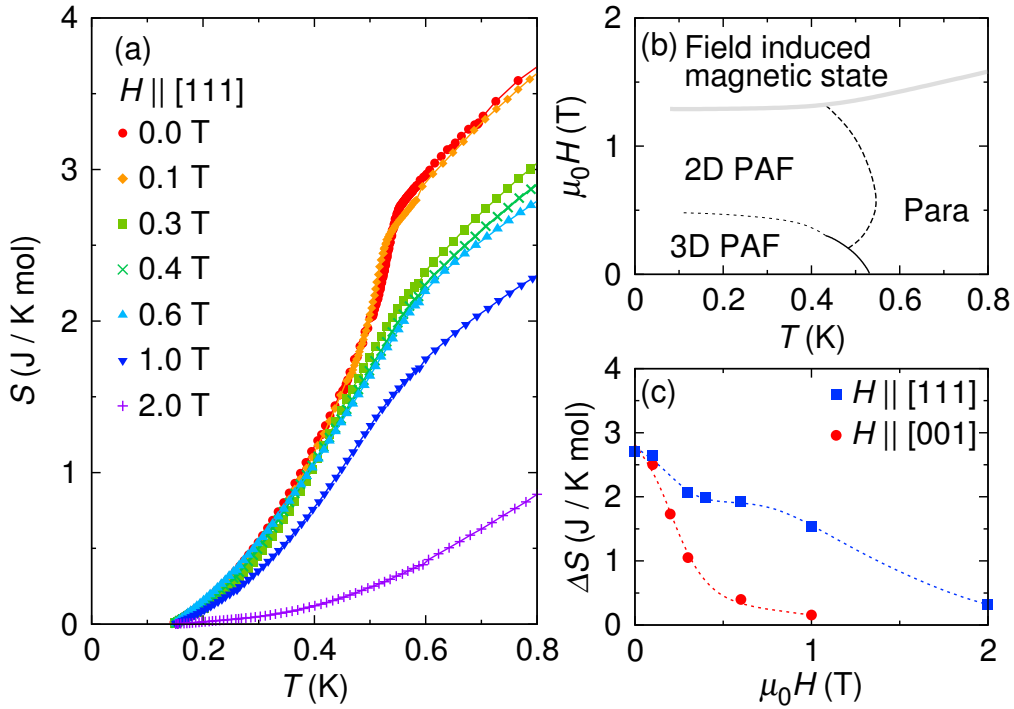 (a)
H || [111]
0.0 T
0.1 T
0.3 T
0.4 T
0.6 T
1.0 T
2.0 T
S (J / K mol)
4
3
2
1
0
0 0.2 0.4 0.6 0.8
T (K)
(b)
Field induced
magnetic state
2D PAF
3D PAF
Para
μ0H (T)
2
1
0
0 0.2 0.4 0.6 0.8
T (K)
(c)
H || [111]
H || [001]
ΔS (J / K mol)
4
3
2
1
0
0 1 2
μ0H (T)